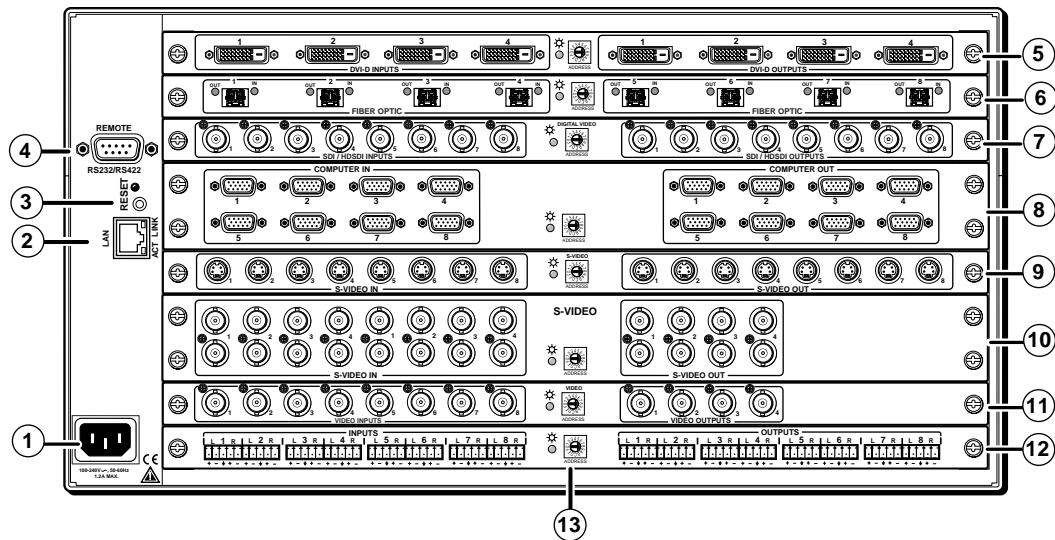 1 2 3 4 1 2 3 4
DVI-D INPUTS ADDRESS DVI-D OUTPUTS
5
OUT 1 IN OUT 2 IN OUT 3 IN OUT 4 IN OUT 5 IN OUT 6 IN OUT 7 IN OUT 8 IN
FIBER OPTIC ADDRESS FIBER OPTIC
6
DIGITAL VIDEO
1 2 3 4 5 6 7 8 1 2 3 4 5 6 7 8
SDI / HDSDI INPUTS ADDRESS SDI / HDSDI OUTPUTS
7
REMOTE
4
RS232/RS422
RESET
3
LAN
ACT LINK
2
COMPUTER IN COMPUTER OUT
1 2 3 4 1 2 3 4
5 6 7 8 5 6 7 8
ADDRESS
8
S-VIDEO
1 2 3 4 5 6 7 8 1 2 3 4 5 6 7 8
S-VIDEO IN ADDRESS S-VIDEO OUT
9
S-VIDEO
1 2 3 4 1 2 3 4 1 2 3 4
S-VIDEO IN ADDRESS S-VIDEO OUT
10
VIDEO
1 2 3 4 5 6 7 8 1 2 3 4
VIDEO INPUTS ADDRESS VIDEO OUTPUTS
11
INPUTS OUTPUTS
L 1 R L 2 R L 3 R L 4 R L 5 R L 6 R L 7 R L 8 R L 1 R L 2 R L 3 R L 4 R L 5 R L 6 R L 7 R L 8 R
ADDRESS
12
1
100-240V~, 50-60Hz
1.2A MAX.
CE
13